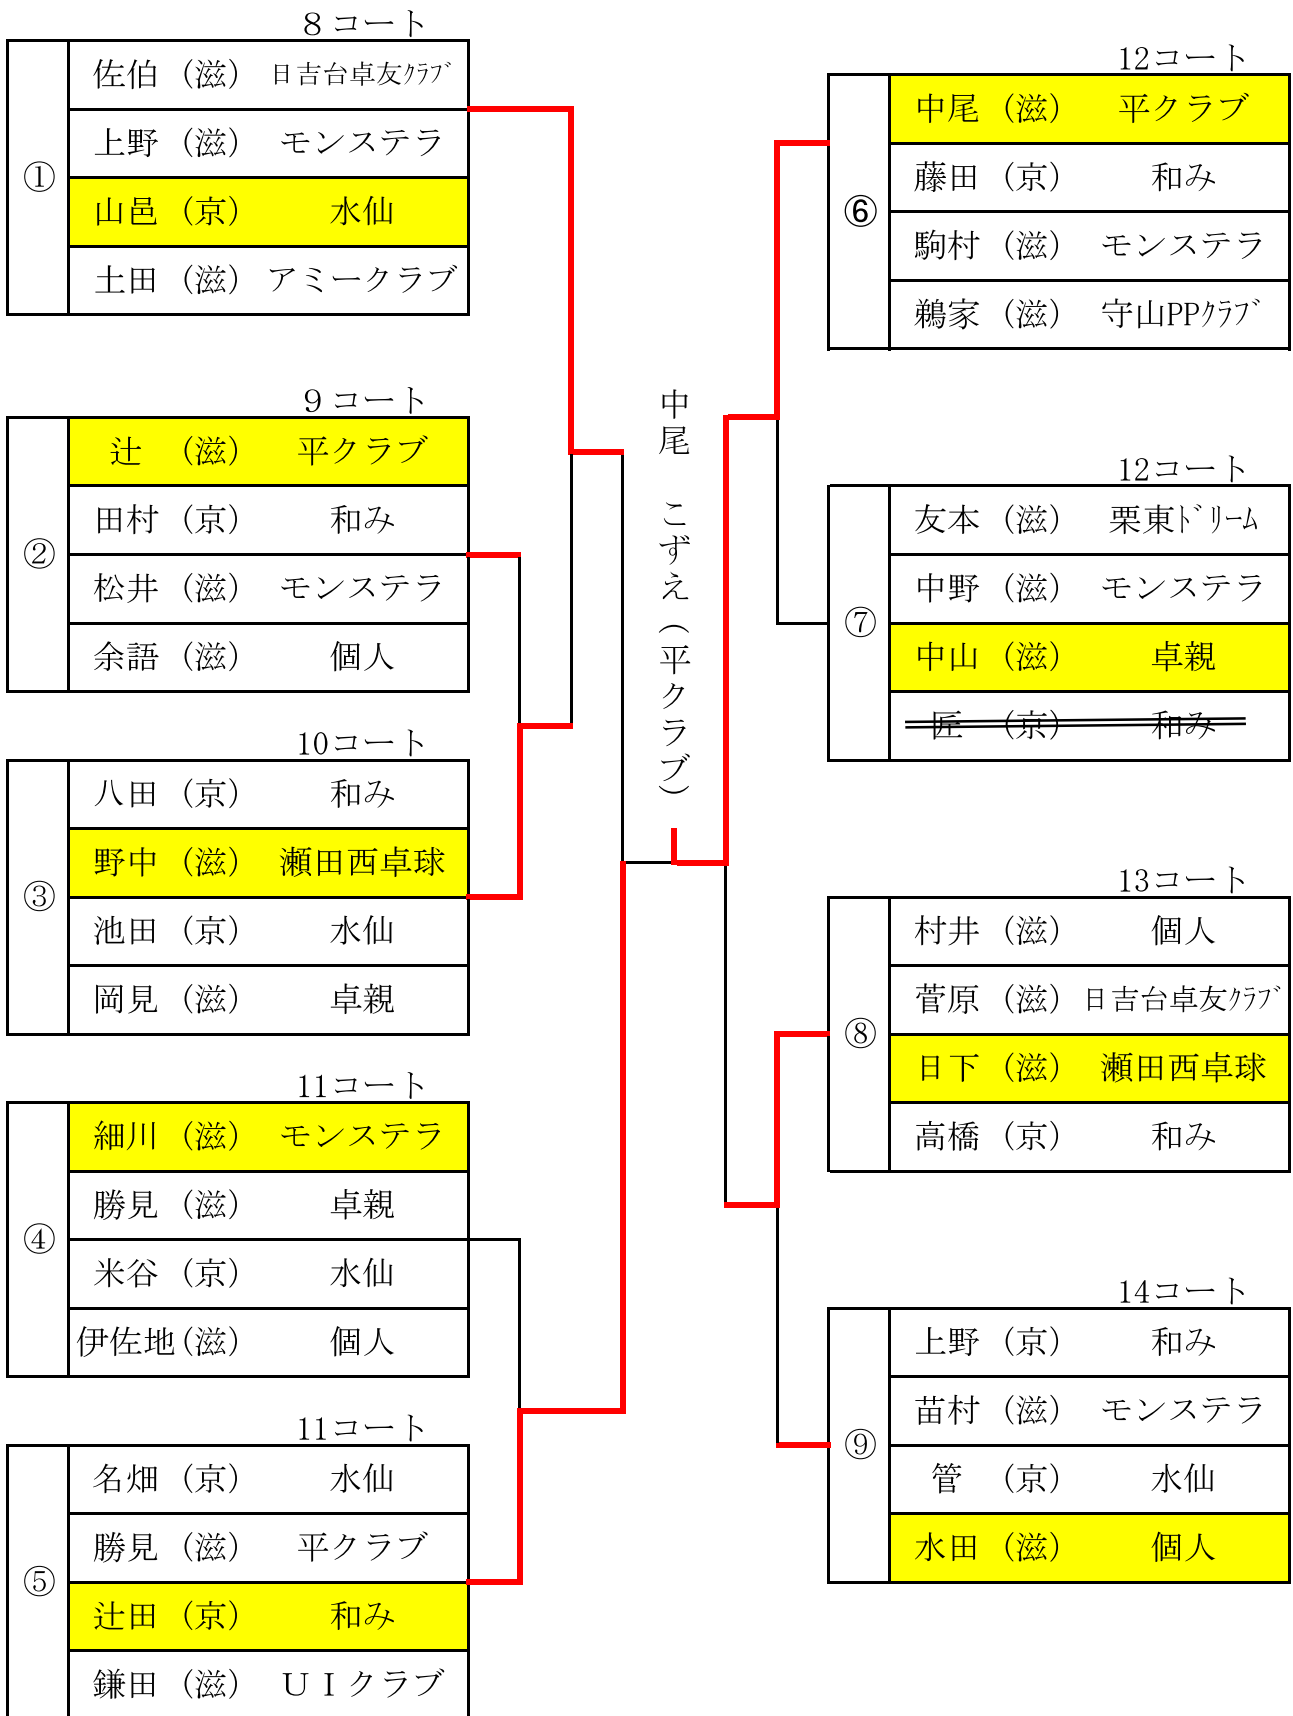 8コート
①
佐伯 (滋) 日吉台卓友クラブ
上野 (滋) モンステラ
山邑 (京) 水仙
土田 (滋) アミークラブ
9コート
②
辻 (滋) 平クラブ
田村 (京) 和み
松井 (滋) モンステラ
余語 (滋) 個人
10コート
③
八田 (京) 和み
野中 (滋) 瀬田西卓球
池田 (京) 水仙
岡見 (滋) 卓親
11コート
④
細川 (滋) モンステラ
勝見 (滋) 卓親
米谷 (京) 水仙
伊佐地 (滋) 個人
11コート
⑤
名畑 (京) 水仙
勝見 (滋) 平クラブ
辻田 (京) 和み
鎌田 (滋) UIクラブ
中尾 こずえ(平クラブ)
12コート
⑥
中尾 (滋) 平クラブ
藤田 (京) 和み
駒村 (滋) モンステラ
鵜家 (滋) 守山PPクラブ
12コート
⑦
友本 (滋) 栗東ドリーム
中野 (滋) モンステラ
中山 (滋) 卓親
匠 (京) 和み
13コート
⑧
村井 (滋) 個人
菅原 (滋) 日吉台卓友クラブ
日下 (滋) 瀬田西卓球
高橋 (京) 和み
14コート
⑨
上野 (京) 和み
苗村 (滋) モンステラ
管 (京) 水仙
水田 (滋) 個人